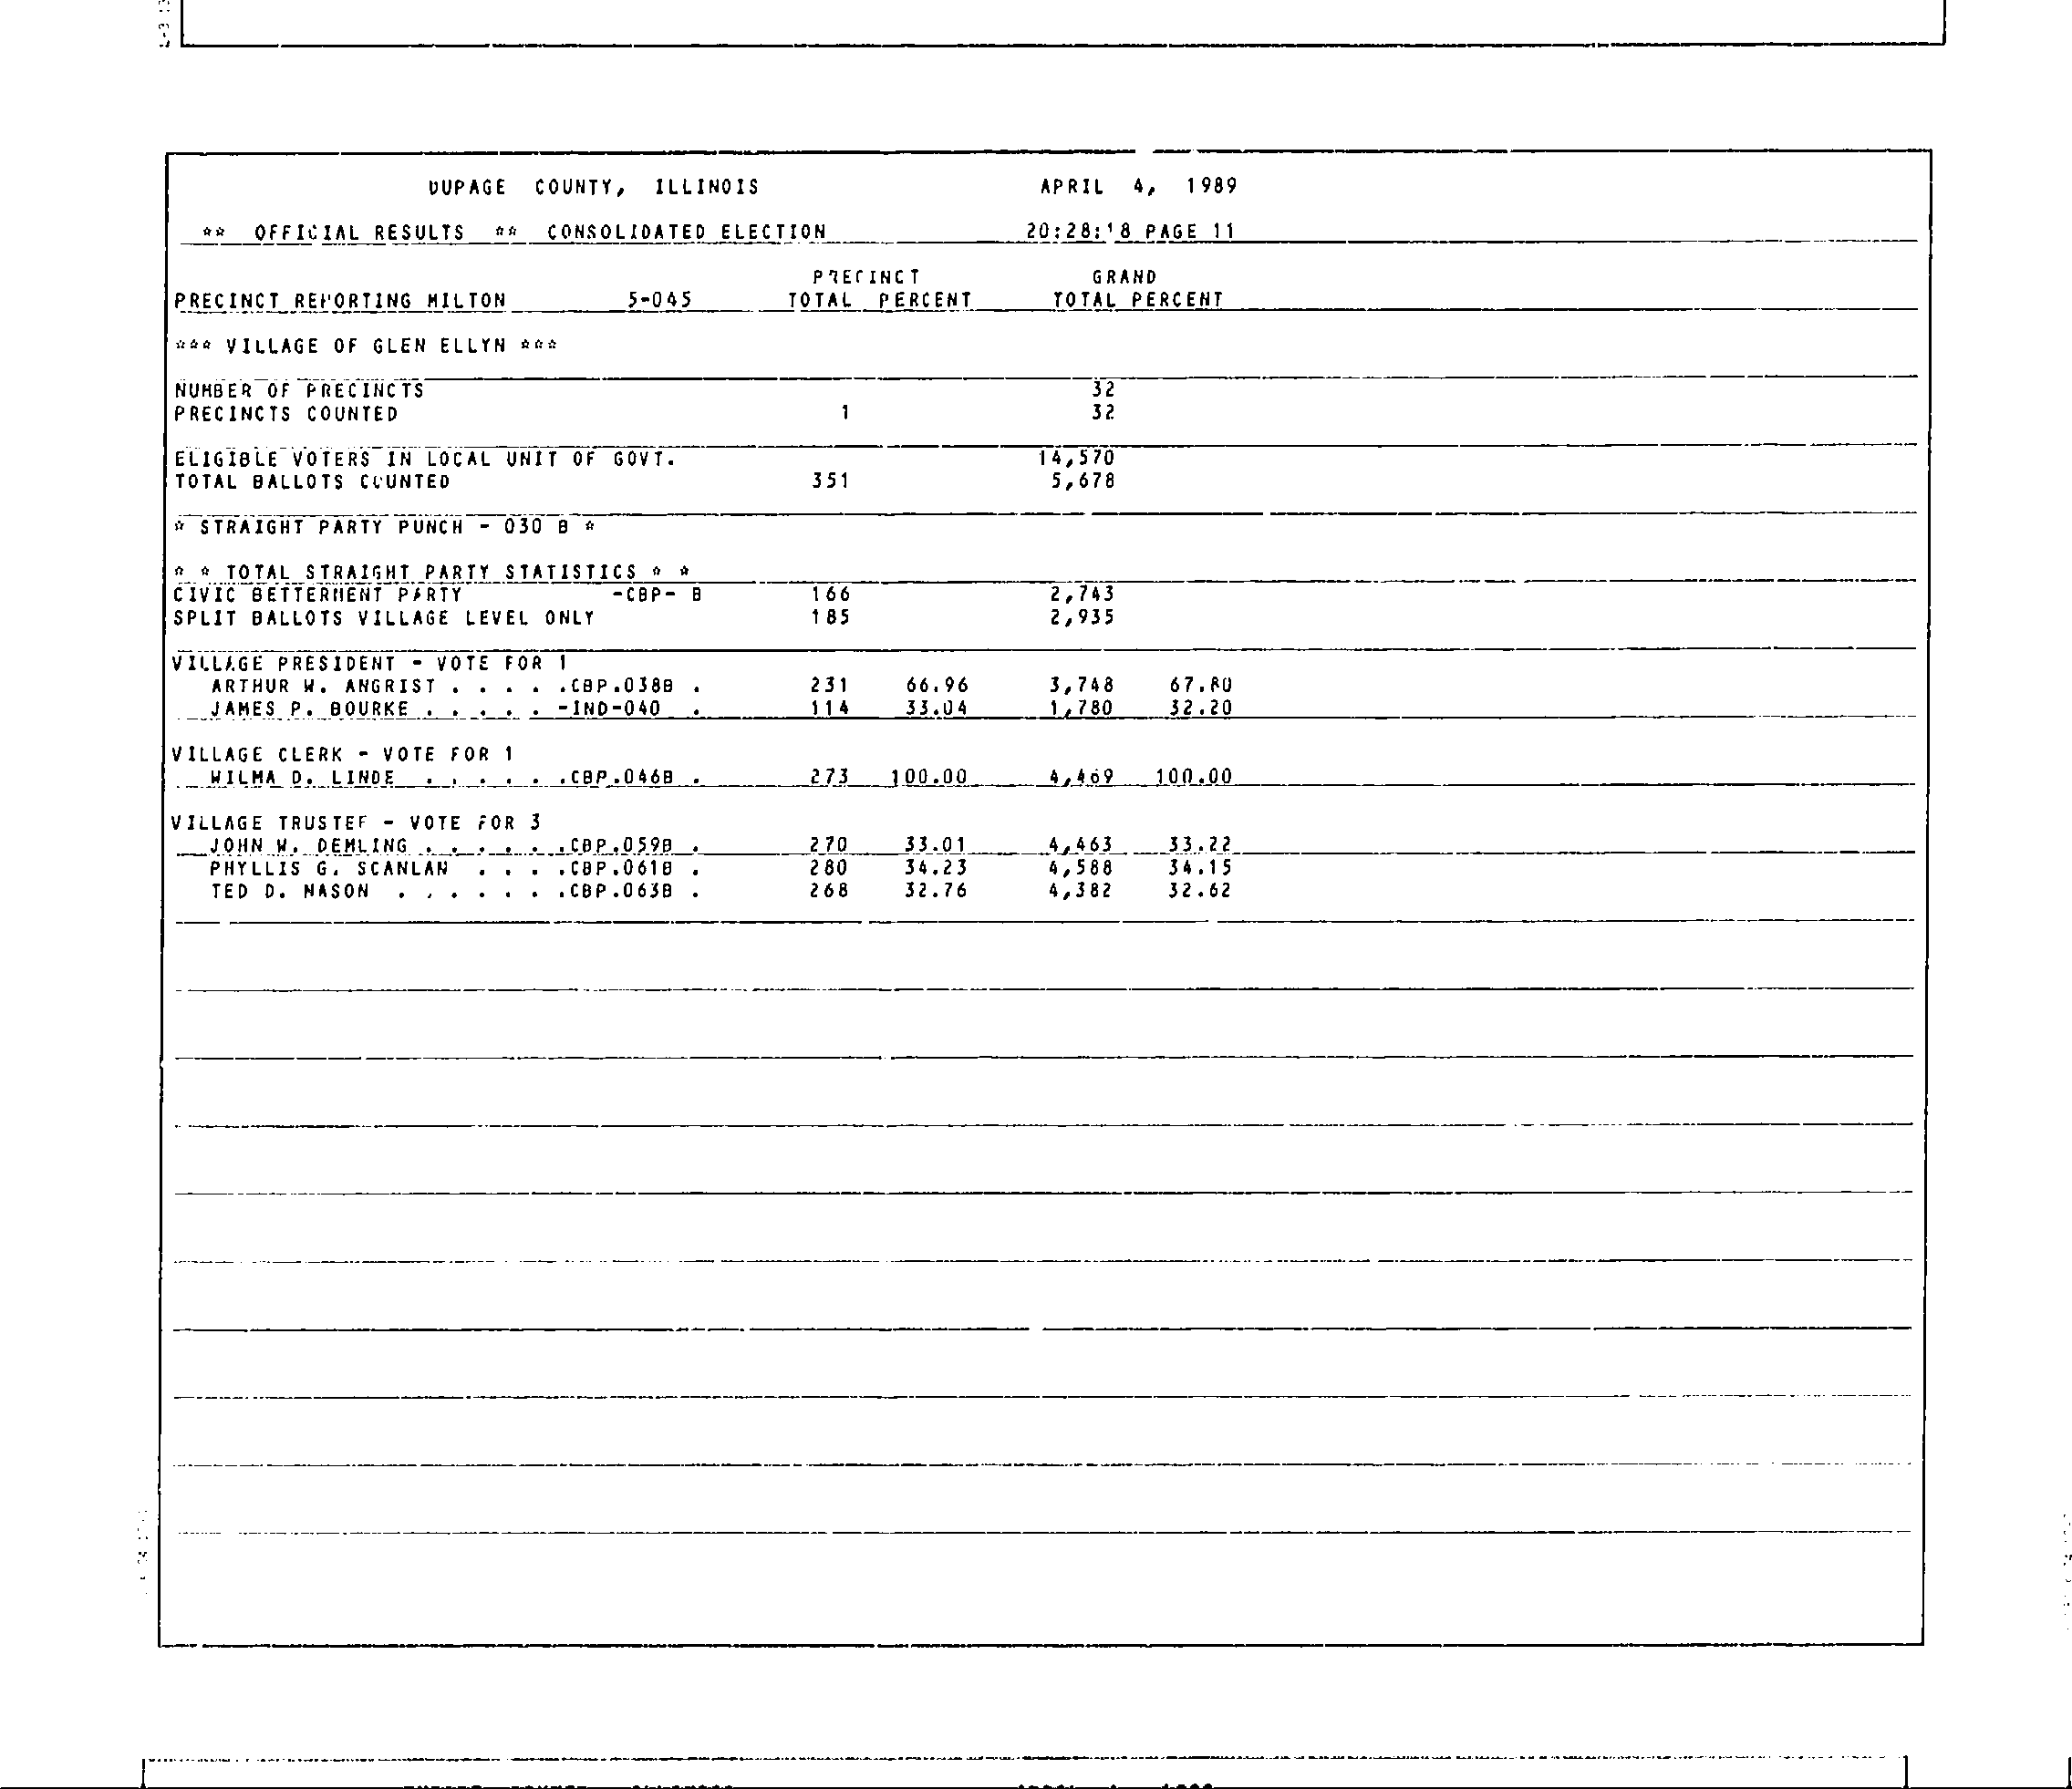 DUPAGE COUNTY, ILLINOIS APRIL 4, 1989
** OFFICIAL RESULTS ** CONSOLIDATED ELECTION 20:28:18 PAGE 11
PRECINCT GRAND
PRECINCT REPORTING MILTON 5-045 TOTAL PERCENT TOTAL PERCENT
*** VILLAGE OF GLEN ELLYN ***
NUMBER OF PRECINCTS 32
PRECINCTS COUNTED 1 32
ELIGIBLE VOTERS IN LOCAL UNIT OF GOVT. 14,570
TOTAL BALLOTS COUNTED 351 5,678
* STRAIGHT PARTY PUNCH - 030 B *
* * TOTAL STRAIGHT PARTY STATISTICS * *
CIVIC BETTERMENT PARTY -CBP- B 166 2,743
SPLIT BALLOTS VILLAGE LEVEL ONLY 185 2,935
VILLAGE PRESIDENT - VOTE FOR 1
ARTHUR W. ANGRIST . . . . .CBP.038B . 231 66.96 3,748 67.80
JAMES P. BOURKE . . . . . -IND-040 . 114 33.04 1,780 32.20
VILLAGE CLERK - VOTE FOR 1
WILMA D. LINDE . . . . . .CBP.046B . 273 100.00 4,469 100.00
VILLAGE TRUSTEE - VOTE FOR 3
JOHN W. DEMLING . . . . . .CBP.059B . 270 33.01 4,463 33.22
PHYLLIS G. SCANLAN . . . .CBP.061B . 280 34.23 4,588 34.15
TED D. NASON . . . . . . .CBP.063B . 268 32.76 4,382 32.62